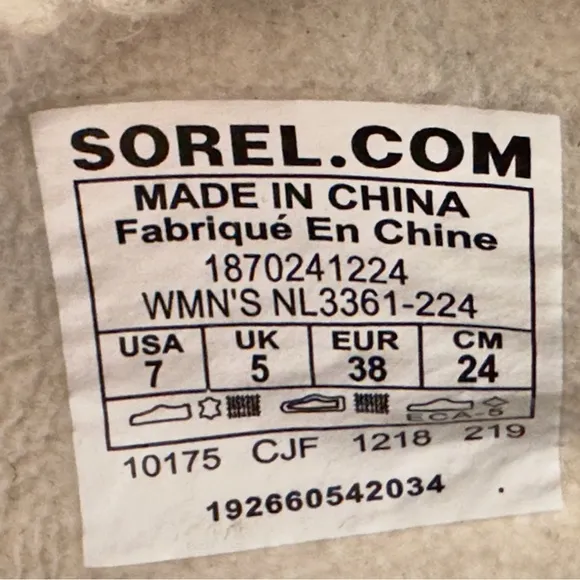 SOREL.COM
MADE IN CHINA
Fabriqué En Chine
1870241224
WMN'S NL3361-224
USA UK EUR CM
7 5 38 24
ECA-5
10175 CJF 1218 219
192660542034